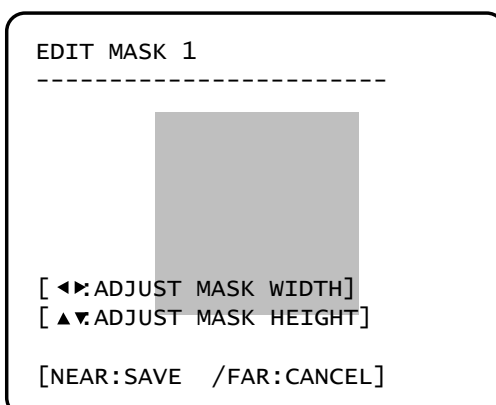 EDIT MASK 1
------------------------
[ ◄►:ADJUST MASK WIDTH]
[ ▲▼:ADJUST MASK HEIGHT]
[NEAR:SAVE /FAR:CANCEL]